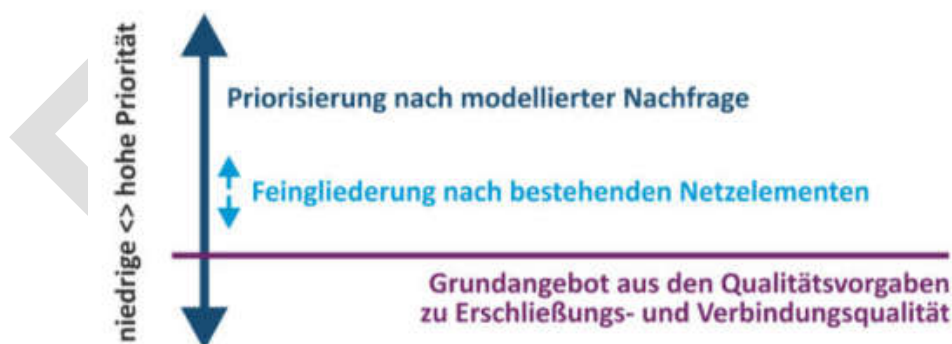 niedrige <> hohe Priorität
Priorisierung nach modellierter Nachfrage
Feingliederung nach bestehenden Netzelementen
Grundangebot aus den Qualitätsvorgaben
zu Erschließungs- und Verbindungsqualität